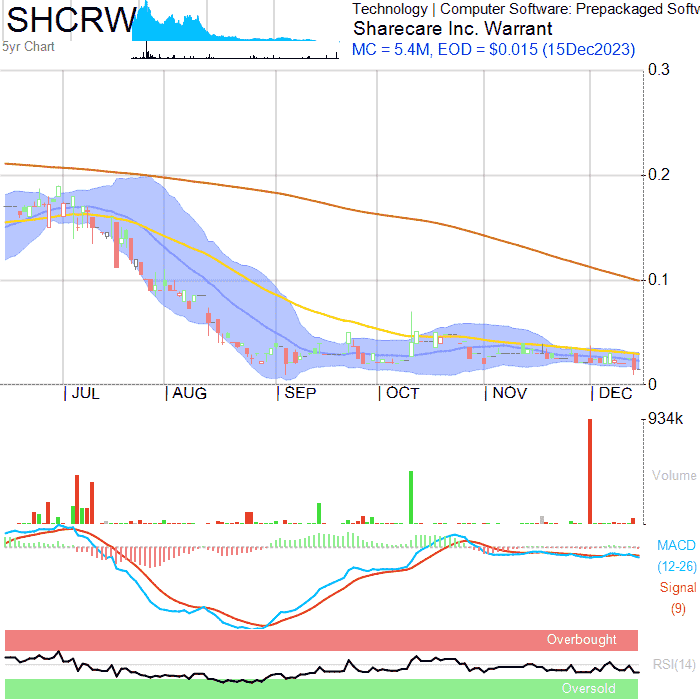 SHCRW
5yr Chart
Technology | Computer Software: Prepackaged Softw
Sharecare Inc. Warrant
MC = 5.4M, EOD = $0.015 (15Dec2023)
0.3
0.2
0.1
0
JUL AUG SEP OCT NOV DEC
934k
Volume
MACD
(12-26)
Signal
(9)
Overbought
RSI(14)
Oversold